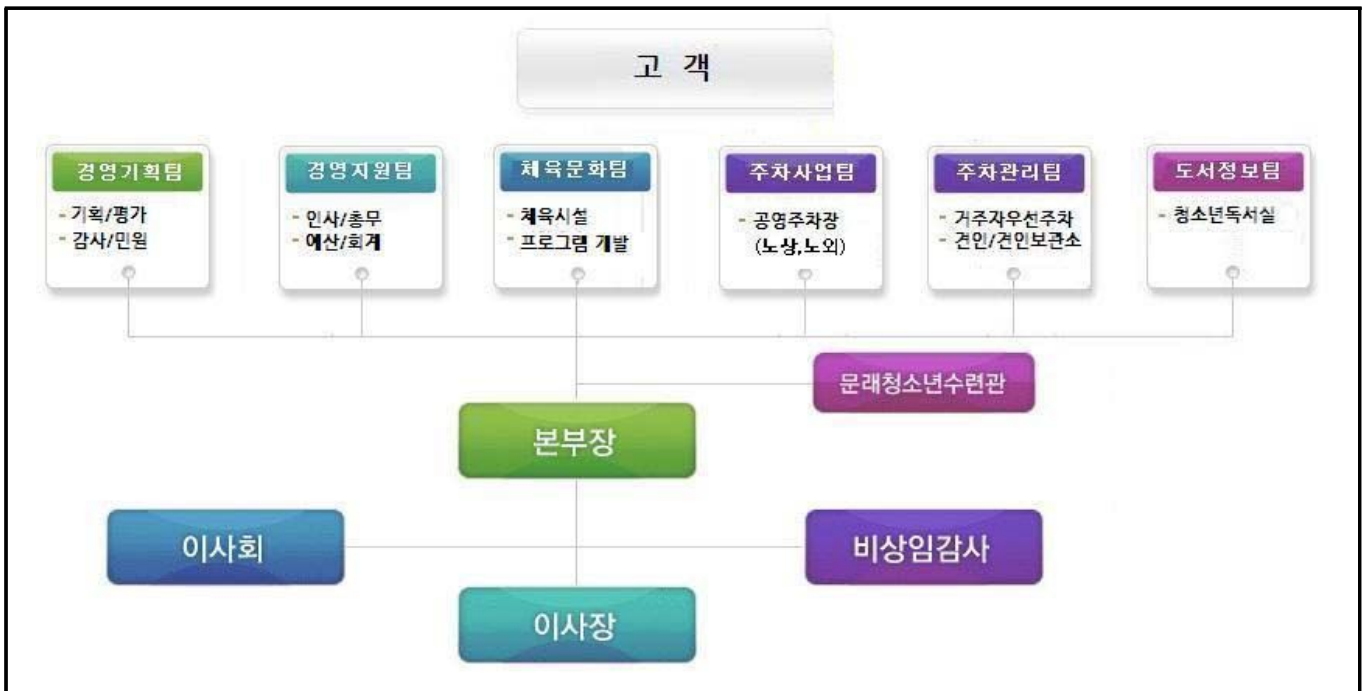 고 객
경영기획팀
- 기획/평가
- 감사/민원
경영지원팀
- 인사/총무
- 예산/회계
체육문화팀
- 체육시설
- 프로그램 개발
주차사업팀
- 공영주차장
(노상,노외)
주차관리팀
- 거주자우선주차
- 견인/견인보관소
도서정보팀
- 청소년독서실
문래청소년수련관
본부장
이사회
비상임감사
이사장